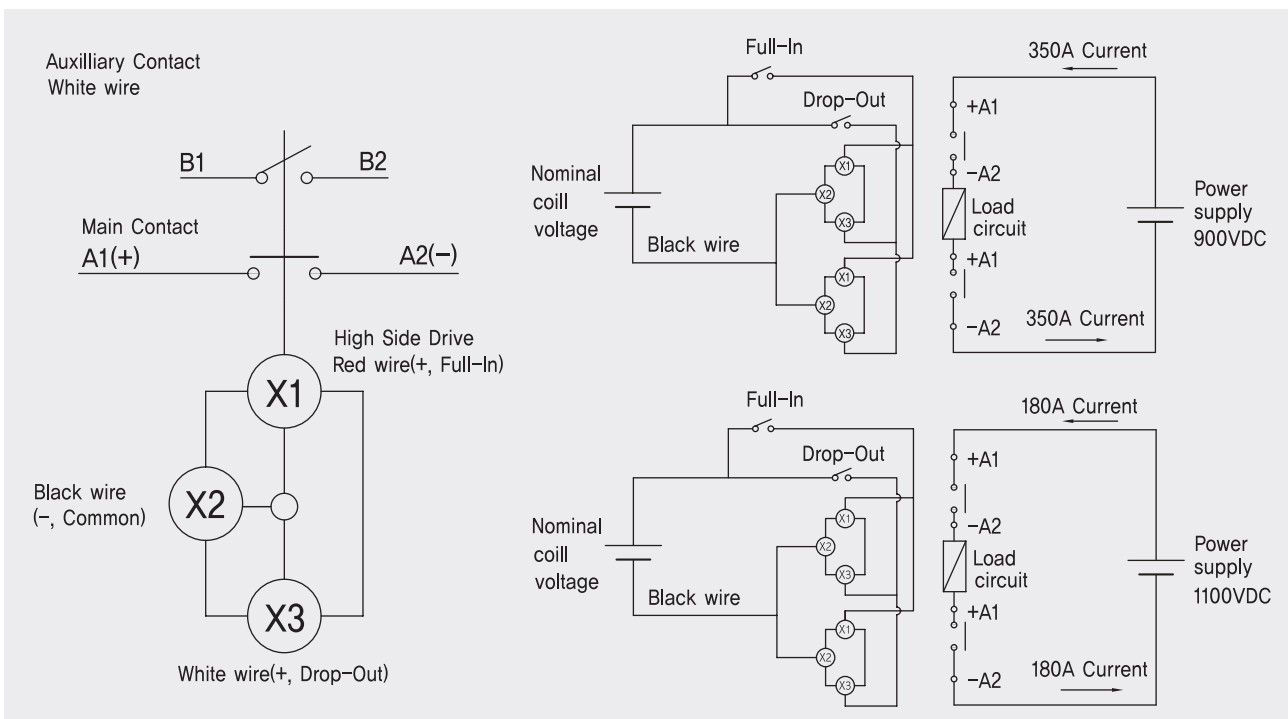 Auxilliary Contact
White wire
B1
B2
Main Contact
A1(+)
A2(-)
High Side Drive
Red wire(+, Full-In)
X1
Black wire
(-, Common)
X2
X3
White wire(+, Drop-Out)
Full-In
Drop-Out
Nominal
coill
voltage
Black wire
X1
X2
X3
X1
X2
X3
350A Current
+A1
-A2
Load
circuit
+A1
-A2
350A Current
Power
supply
900VDC
Full-In
Drop-Out
Nominal
coill
voltage
Black wire
X1
X2
X3
X1
X2
X3
180A Current
+A1
-A2
Load
circuit
+A1
-A2
180A Current
Power
supply
1100VDC